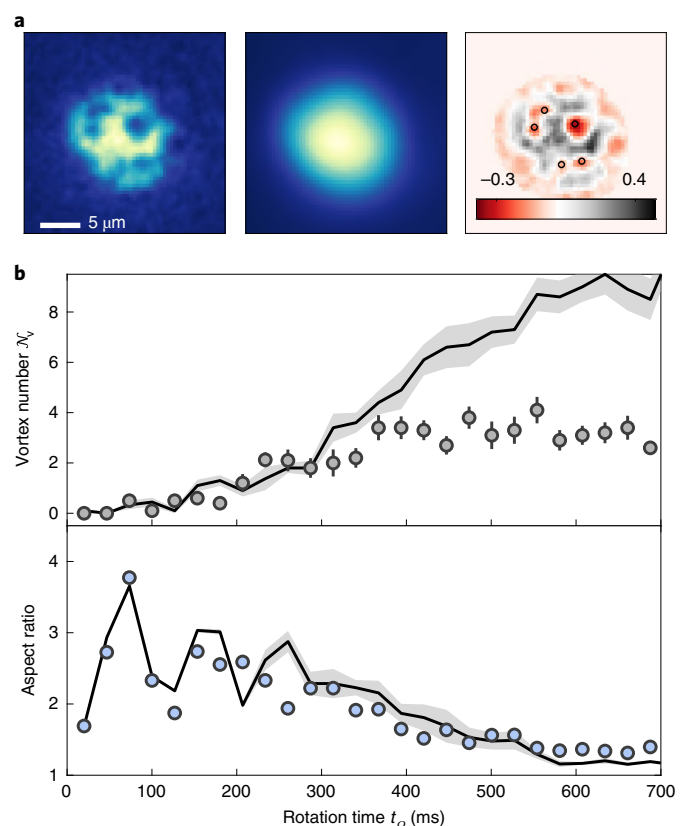 a
5 μm
–0.3 0.4
b
8
6
4
2
0
Vortex number 𝒩v
4
3
2
1
Aspect ratio
0 100 200 300 400 500 600 700
Rotation time tΩ (ms)